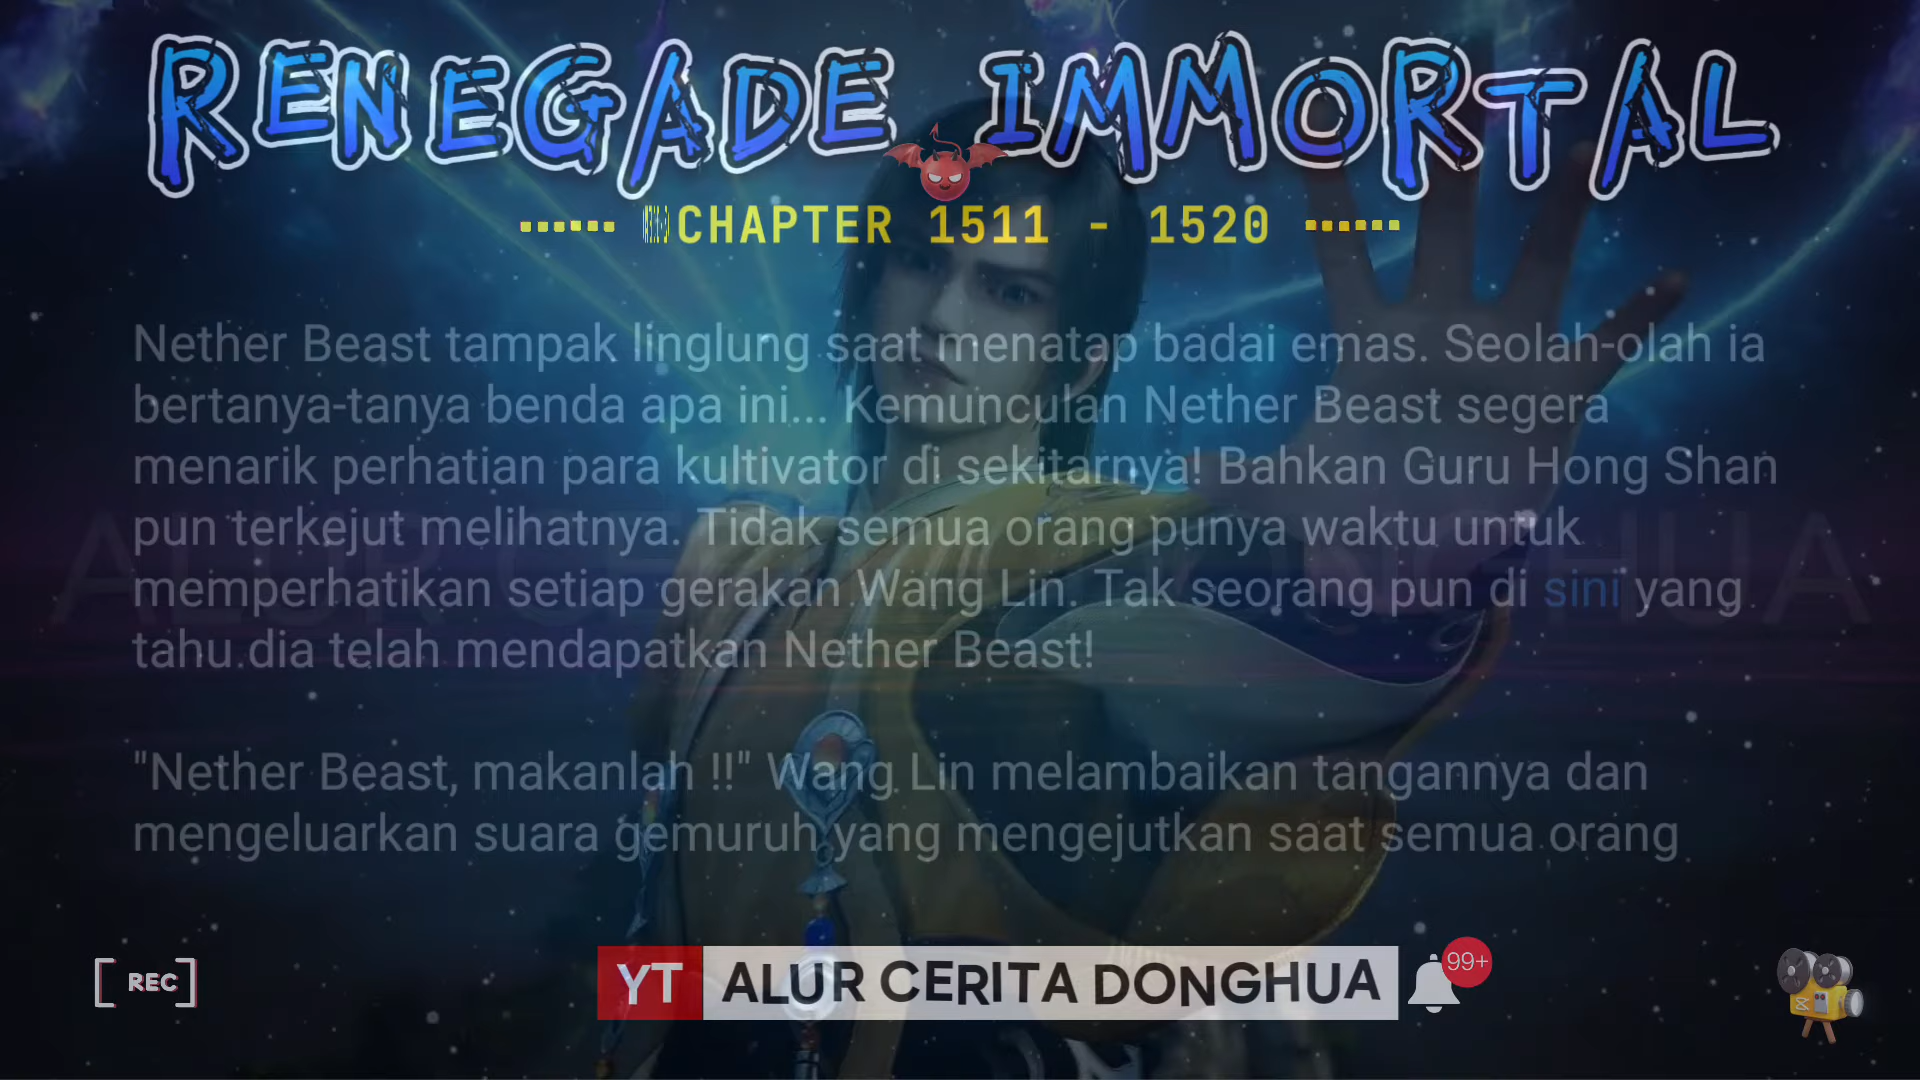 RENEGADE IMMORTAL
CHAPTER 1511 - 1520
Nether Beast tampak linglung saat menatap badai emas. Seolah-olah ia
bertanya-tanya benda apa ini... Kemunculan Nether Beast segera
menarik perhatian para kultivator di sekitarnya! Bahkan Guru Hong Shan
pun terkejut melihatnya. Tidak semua orang punya waktu untuk
memperhatikan setiap gerakan Wang Lin. Tak seorang pun di sini yang
tahu dia telah mendapatkan Nether Beast!
"Nether Beast, makanlah !!" Wang Lin melambaikan tangannya dan
mengeluarkan suara gemuruh yang mengejutkan saat semua orang
REC
YT ALUR CERITA DONGHUA
99+